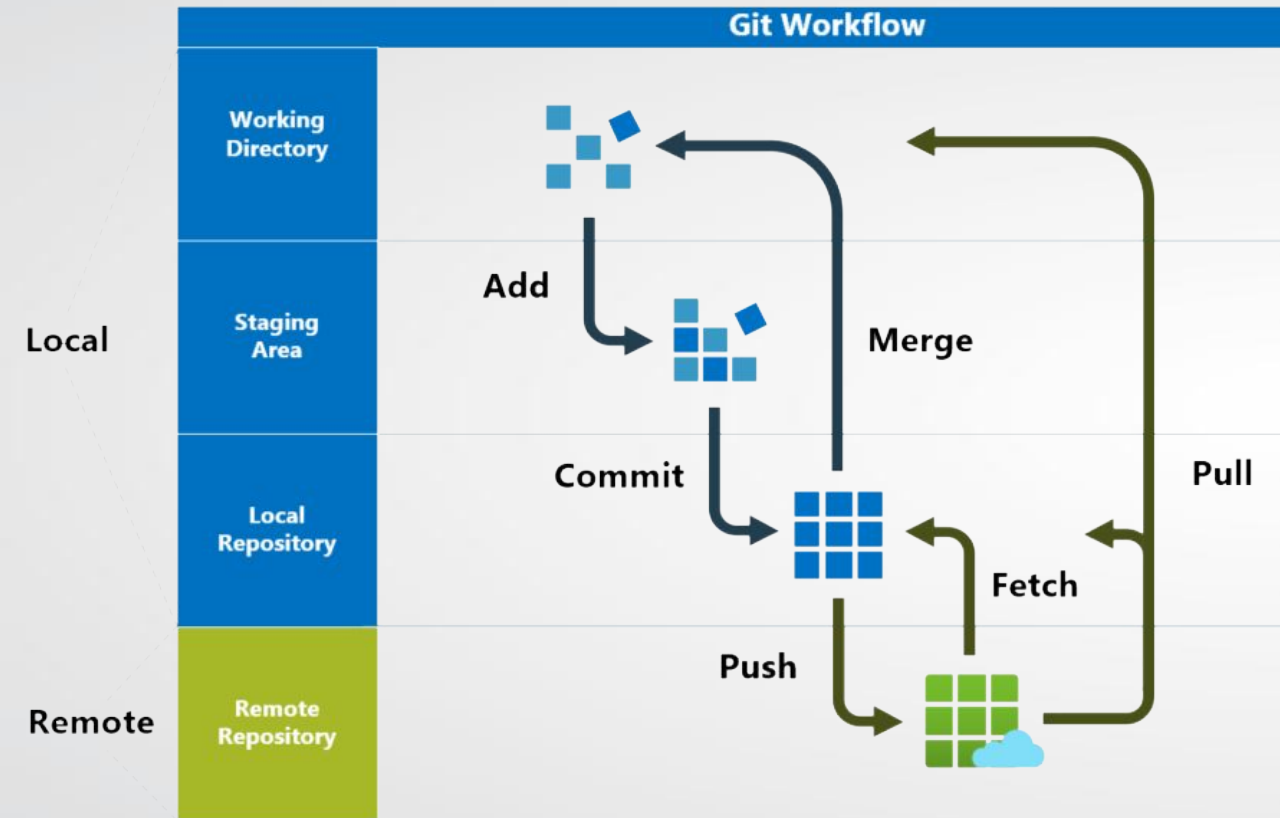 Git Workflow
Working
Directory
Add
Staging
Area
Local
Merge
Commit
Pull
Local
Repository
Fetch
Push
Remote
Remote
Repository